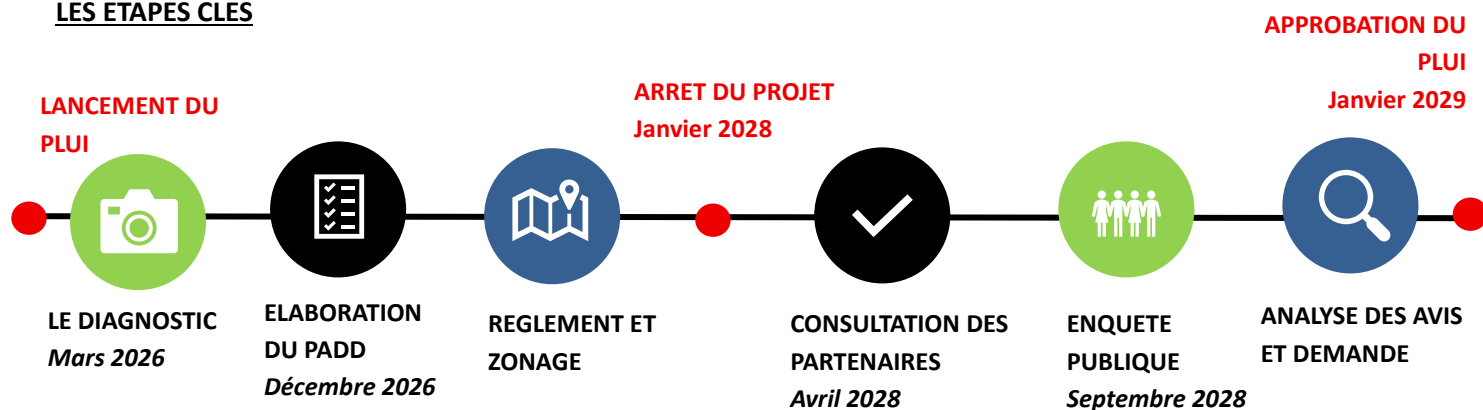 LES ETAPES CLES
LANCEMENT DU
PLUI
ARRET DU PROJET
Janvier 2028
APPROBATION DU
PLUI
Janvier 2029
LE DIAGNOSTIC
Mars 2026
ELABORATION
DU PADD
Décembre 2026
REGLEMENT ET
ZONAGE
CONSULTATION DES
PARTENAIRES
Avril 2028
ENQUETE
PUBLIQUE
Septembre 2028
ANALYSE DES AVIS
ET DEMANDE